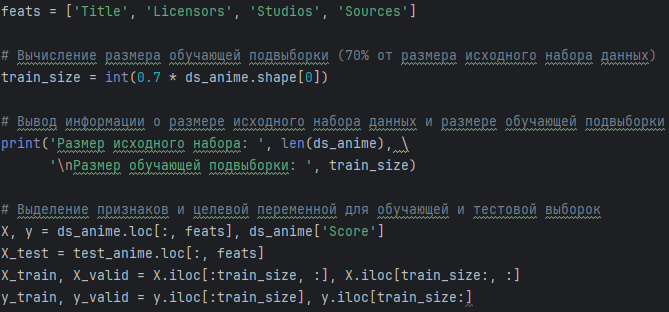 feats = ['Title', 'Licensors', 'Studios', 'Sources']
# Вычисление размера обучающей подвыборки (70% от размера исходного набора данных)
train_size = int(0.7 * ds_anime.shape[0])
# Вывод информации о размере исходного набора данных и размере обучающей подвыборки
print('Размер исходного набора: ', len(ds_anime), \
'\nРазмер обучающей подвыборки: ', train_size)
# Выделение признаков и целевой переменной для обучающей и тестовой выборок
X, y = ds_anime.loc[:, feats], ds_anime['Score']
X_test = test_anime.loc[:, feats]
X_train, X_valid = X.iloc[:train_size, :], X.iloc[train_size:, :]
y_train, y_valid = y.iloc[:train_size], y.iloc[train_size:]